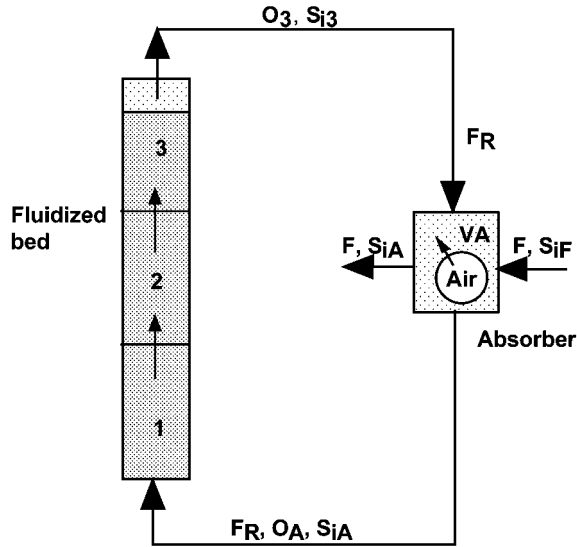 O3, Si3
3
FR
Fluidized
bed
VA
F, SiA
F, SiF
Air
2
Absorber
1
FR, OA, SiA